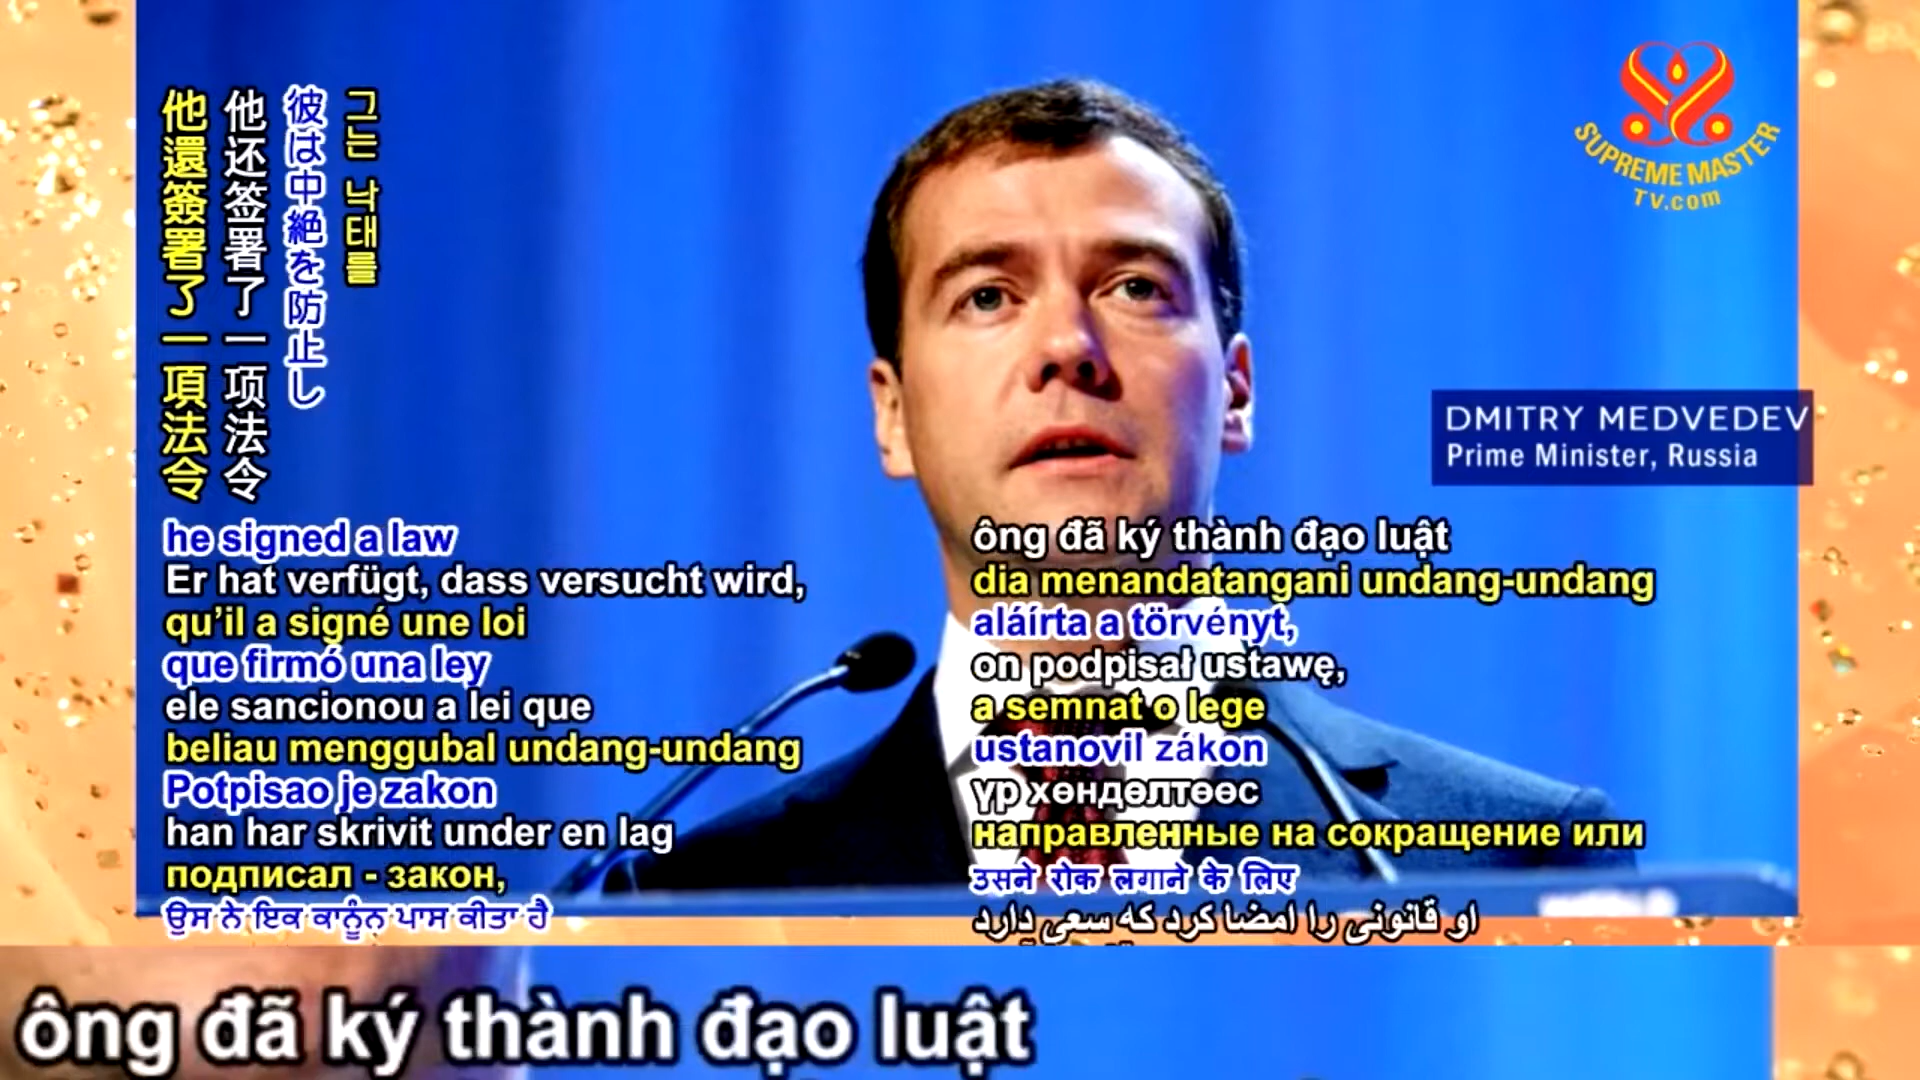 他還簽署了一項法令
他还签署了一项法令
彼は中絶を防止し
그는 낙태를
SUPREME MASTER
TV.com
DMITRY MEDVEDEV
Prime Minister, Russia
he signed a law
Er hat verfügt, dass versucht wird,
qu’il a signé une loi
que firmó una ley
ele sancionou a lei que
beliau menggubal undang-undang
Potpisao je zakon
han har skrivit under en lag
подписал - закон,
ਉਸ ਨੇ ਇਕ ਕਾਨੂੰਨ ਪਾਸ ਕੀਤਾ ਹੈ
ông đã ký thành đạo luật
dia menandatangani undang-undang
aláírta a törvényt,
on podpisał ustawę,
a semnat o lege
ustanovil zákon
үр хөндөлтөөс
направленные на сокращение или
उसने रोक लगाने के लिए
او قانونی را امضا کرد که سعی دارد
ông đã ký thành đạo luật